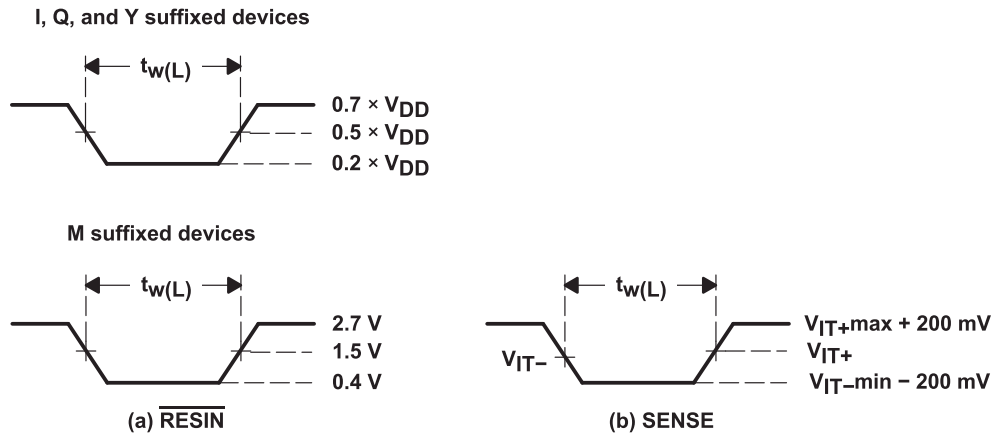 I, Q, and Y suffixed devices
tw(L)
0.7 × VDD
0.5 × VDD
0.2 × VDD
M suffixed devices
tw(L)
2.7 V
1.5 V
0.4 V
(a) RESIN
tw(L)
VIT−
VIT+max + 200 mV
VIT+
VIT−min − 200 mV
(b) SENSE